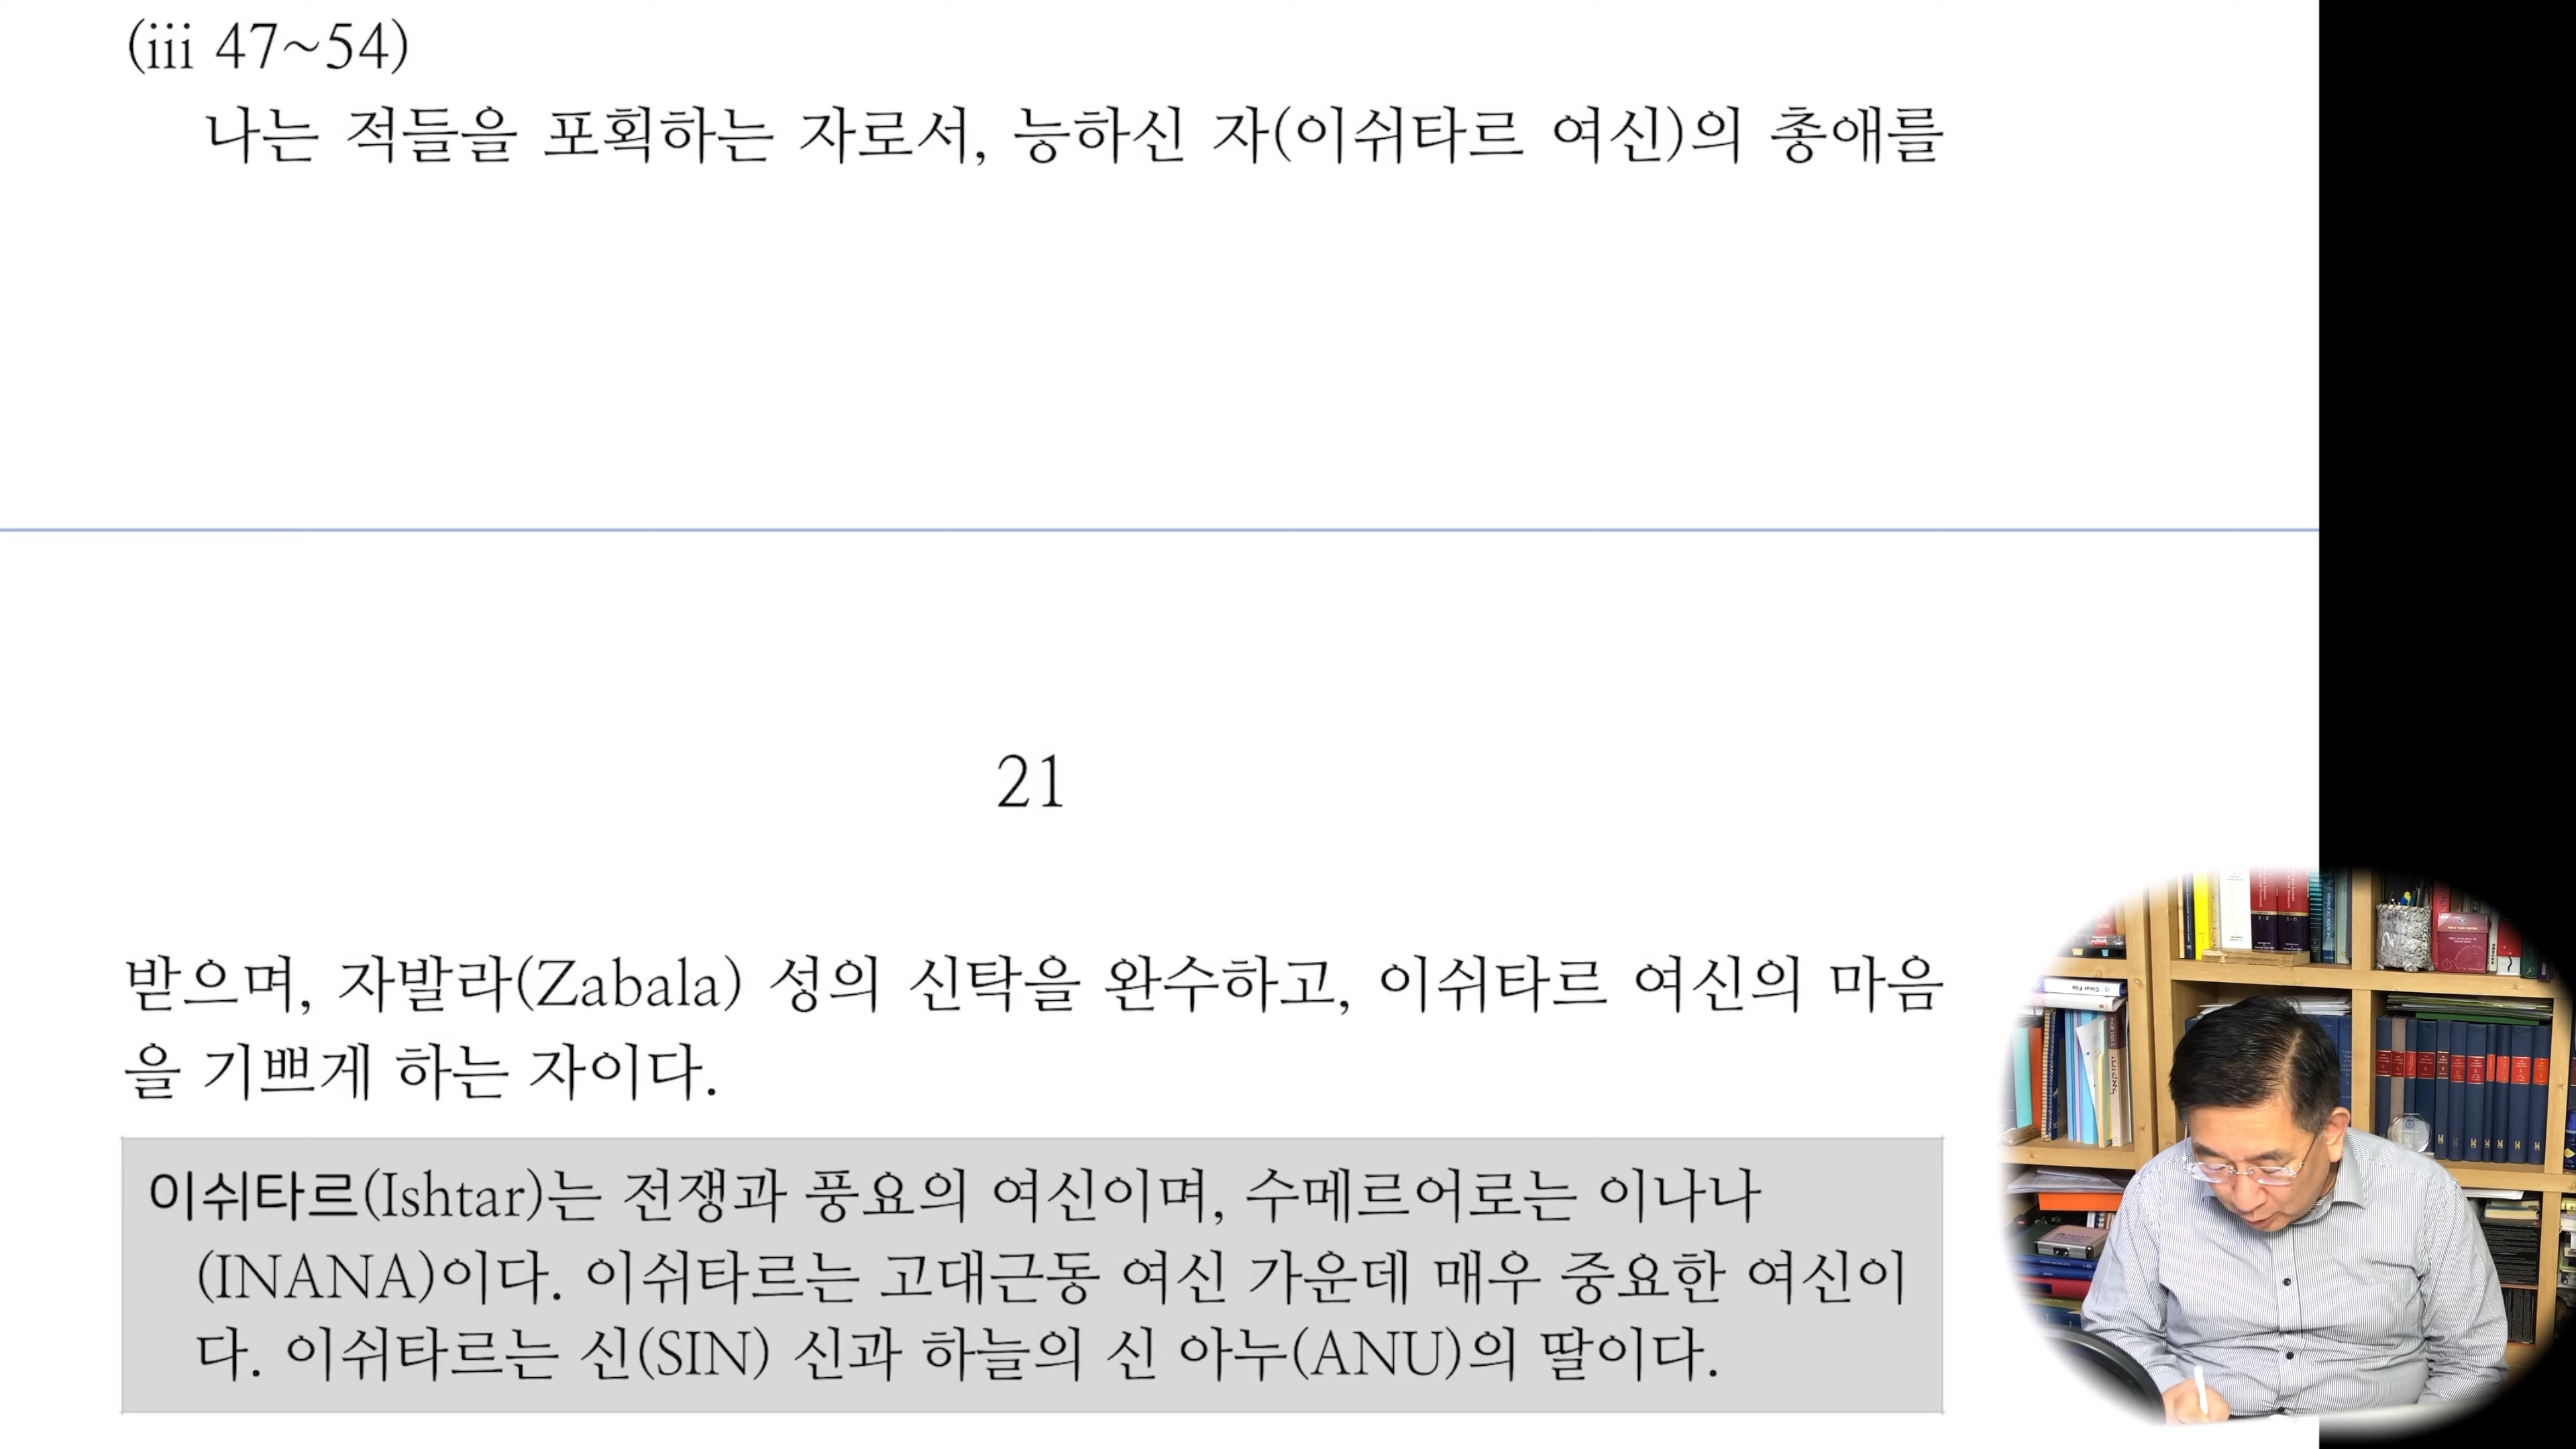 (iii 47~54)
나는 적들을 포획하는 자로서, 능하신 자(이쉬타르 여신)의 총애를
21
받으며, 자발라(Zabala) 성의 신탁을 완수하고, 이쉬타르 여신의 마음
을 기쁘게 하는 자이다.
이쉬타르(Ishtar)는 전쟁과 풍요의 여신이며, 수메르어로는 이나나
(INANA)이다. 이쉬타르는 고대근동 여신 가운데 매우 중요한 여신이
다. 이쉬타르는 신(SIN) 신과 하늘의 신 아누(ANU)의 딸이다.
Clear File